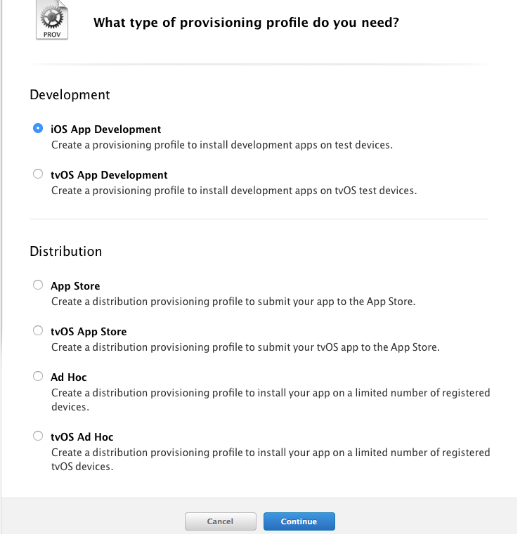 PROV
What type of provisioning profile do you need?
Development
iOS App Development
Create a provisioning profile to install development apps on test devices.
tvOS App Development
Create a provisioning profile to install development apps on tvOS test devices.
Distribution
App Store
Create a distribution provisioning profile to submit your app to the App Store.
tvOS App Store
Create a distribution provisioning profile to submit your tvOS app to the App Store.
Ad Hoc
Create a distribution provisioning profile to install your app on a limited number of registered
devices.
tvOS Ad Hoc
Create a distribution provisioning profile to install your app on a limited number of registered
tvOS devices.
Cancel
Continue